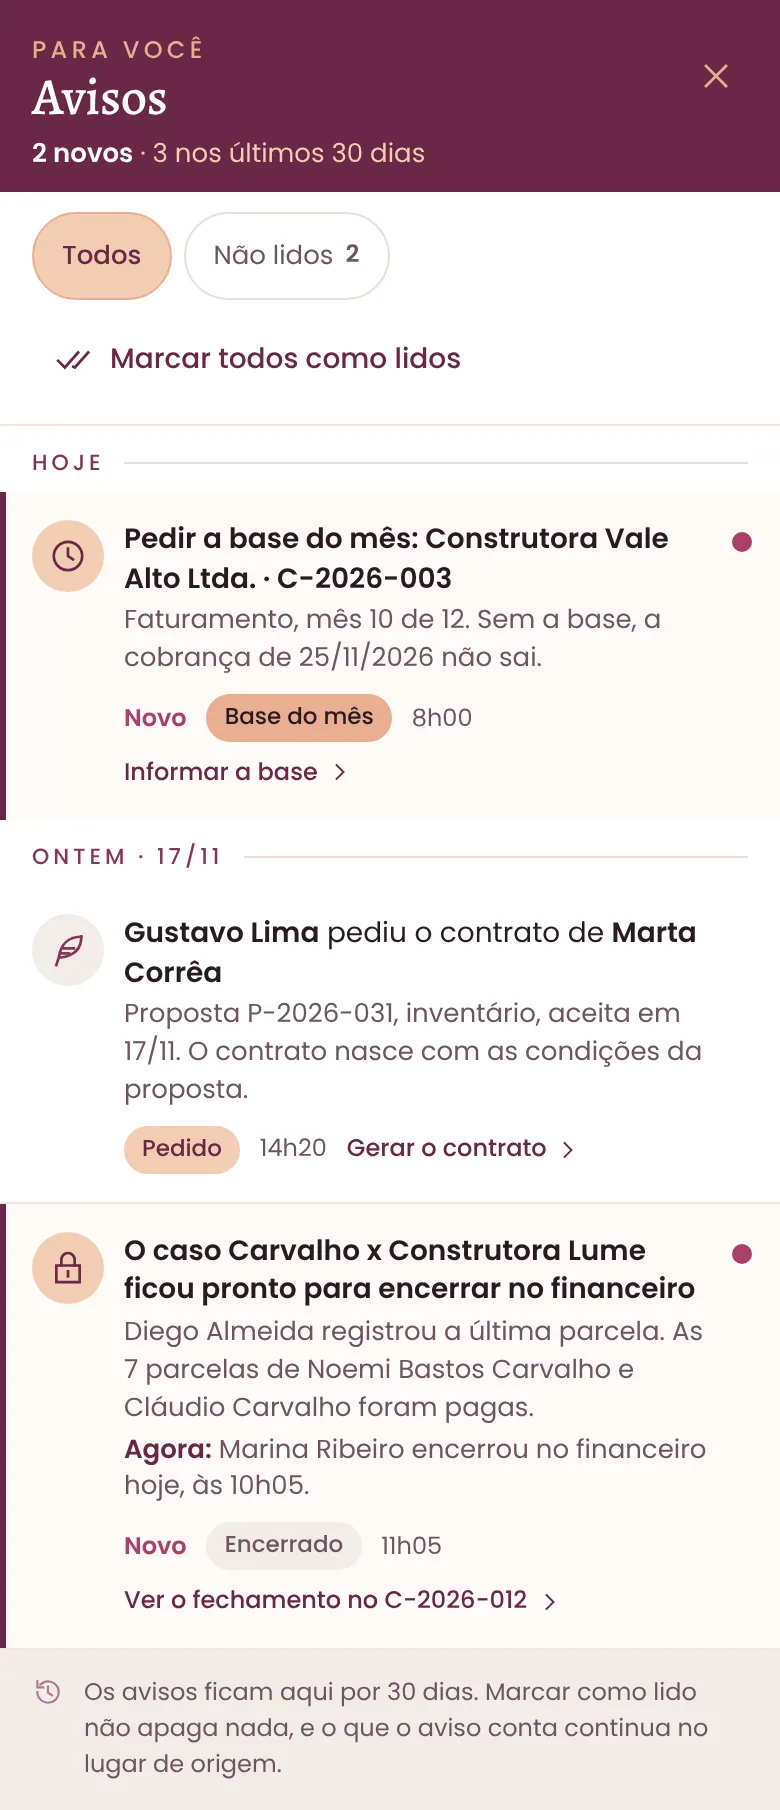 PARA VOCÊ
Avisos
2 novos · 3 nos últimos 30 dias
Todos
Não lidos 2
Marcar todos como lidos
HOJE
Pedir a base do mês: Construtora Vale
Alto Ltda. · C-2026-003
Faturamento, mês 10 de 12. Sem a base, a
cobrança de 25/11/2026 não sai.
Novo Base do mês 8h00
Informar a base
ONTEM · 17/11
Gustavo Lima pediu o contrato de Marta
Corrêa
Proposta P-2026-031, inventário, aceita em
17/11. O contrato nasce com as condições da
proposta.
Pedido 14h20 Gerar o contrato
O caso Carvalho x Construtora Lume
ficou pronto para encerrar no financeiro
Diego Almeida registrou a última parcela. As
7 parcelas de Noemi Bastos Carvalho e
Cláudio Carvalho foram pagas.
Agora: Marina Ribeiro encerrou no financeiro
hoje, às 10h05.
Novo Encerrado 11h05
Ver o fechamento no C-2026-012
Os avisos ficam aqui por 30 dias. Marcar como lido
não apaga nada, e o que o aviso conta continua no
lugar de origem.